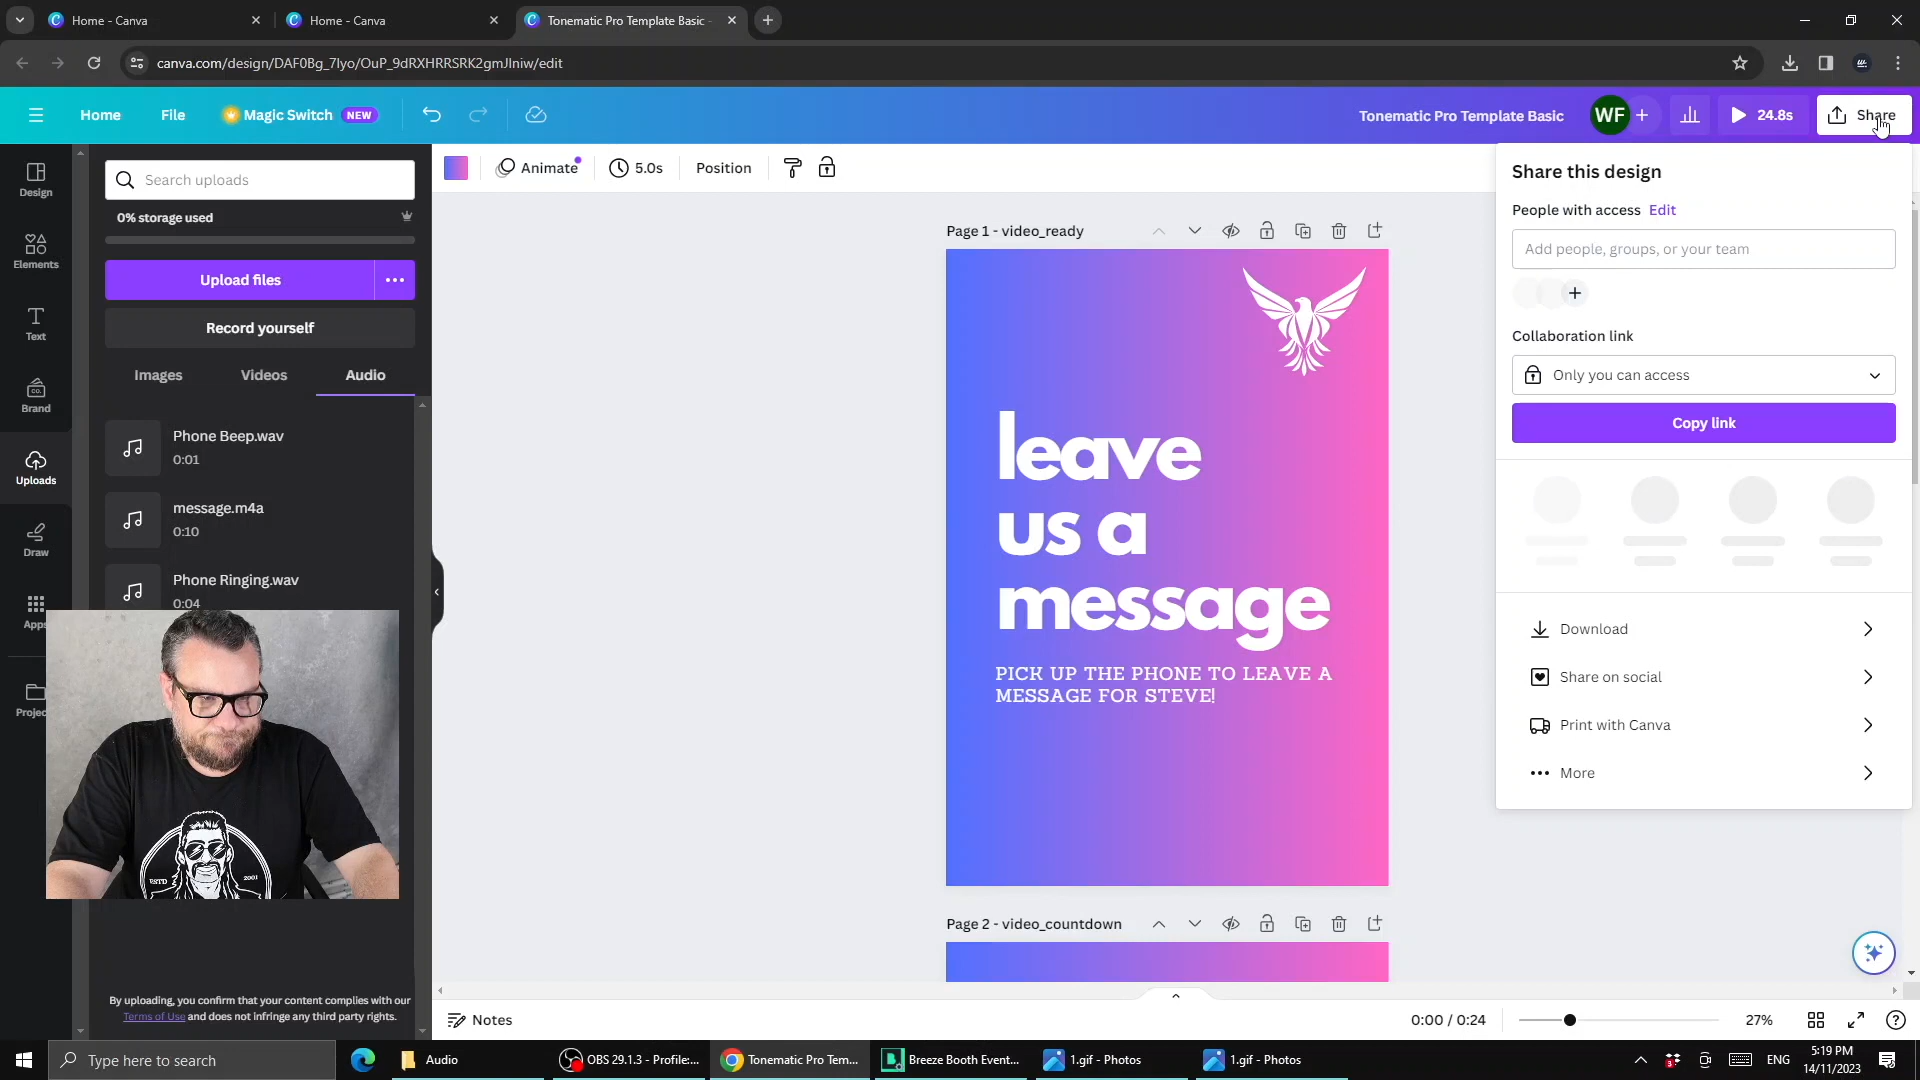 Home - Canva
Home - Canva
Tonematic Pro Template Basic -
canva.com/design/DAF0Bg_7Iyo/OuP_9dRXHRRSRK2gmJIniw/edit
Home
File
Magic Switch
NEW
Tonematic Pro Template Basic
WF
24.8s
Share
Design
Elements
Text
Brand
Uploads
Draw
Apps
Projec
Search uploads
0% storage used
Upload files
Record yourself
Images
Videos
Audio
Phone Beep.wav
0:01
message.m4a
0:10
Phone Ringing.wav
0:04
ESTD
2001
By uploading, you confirm that your content complies with our
Terms of Use and does not infringe any third party rights.
Animate
5.0s
Position
Page 1 - video_ready
leave
us a
message
PICK UP THE PHONE TO LEAVE A
MESSAGE FOR STEVE!
Page 2 - video_countdown
Share this design
People with access Edit
Add people, groups, or your team
Collaboration link
Only you can access
Copy link
Download
Share on social
Print with Canva
More
Notes
0:00 / 0:24
27%
Type here to search
Audio
OBS 29.1.3 - Profile:...
Tonematic Pro Tem...
Breeze Booth Event...
1.gif - Photos
1.gif - Photos
ENG
5:19 PM
14/11/2023